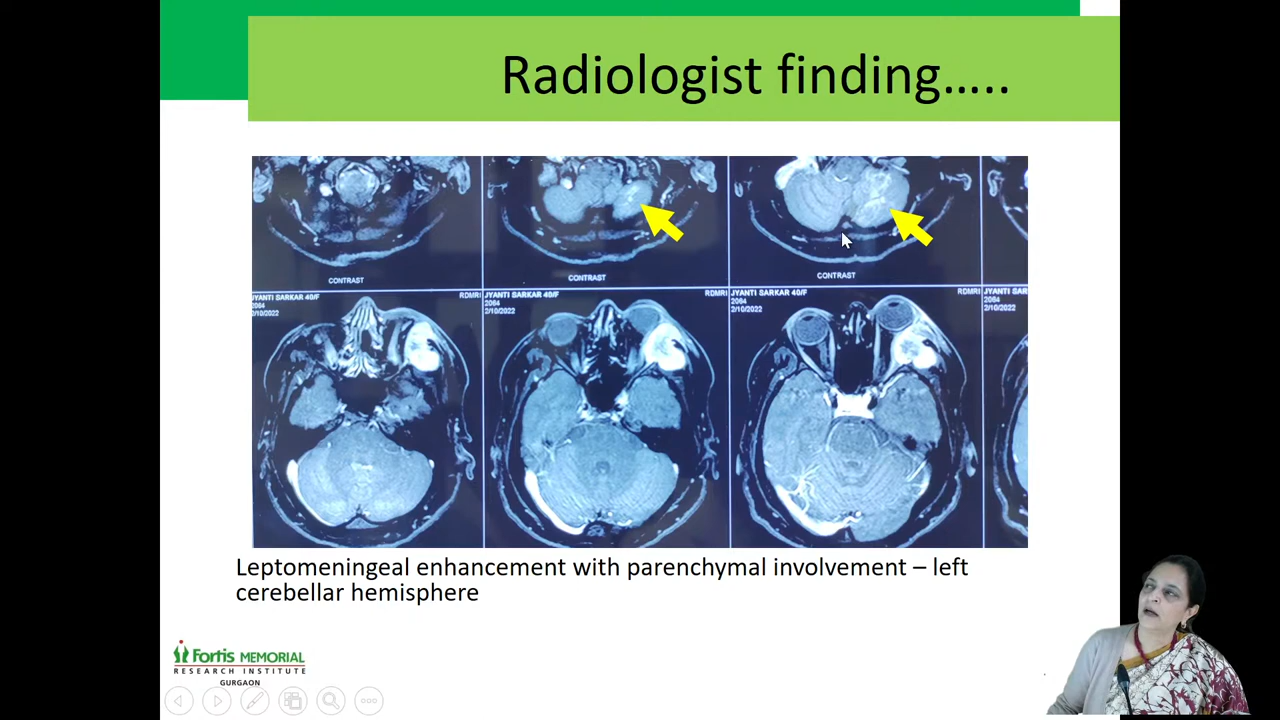 Radiologist finding…..
CONTRAST
CONTRAST
CONTRAST
JYANTI SARKAR 40/F
RDMRI
2064
2/10/2022
JYANTI SARKAR 40/F
RDMRI
2064
2/10/2022
JYANTI SARKAR 40/F
RDMRI
2064
2/10/2022
JYANTI SAR
2064
2/10/2022
Leptomeningeal enhancement with parenchymal involvement – left
cerebellar hemisphere
Fortis MEMORIAL
RESEARCH INSTITUTE
GURGAON